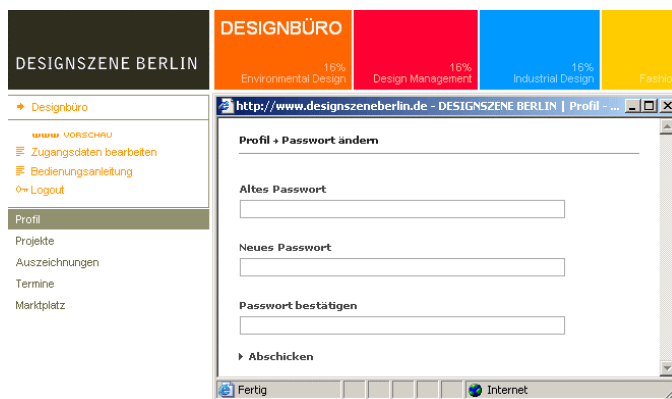 DESIGNSZENE BERLIN
DESIGNBÜRO
16%
Environmental Design
16%
Design Management
16%
Industrial Design
Fashio
Designbüro
www VORSCHAU
Zugangsdaten bearbeiten
Bedienungsanleitung
Logout
Profil
Projekte
Auszeichnungen
Termine
Marktplatz
http://www.designszeneberlin.de - DESIGNSZENE BERLIN | Profil - ...
Profil + Passwort ändern
Altes Passwort
Neues Passwort
Passwort bestätigen
Abschicken
Fertig
Internet